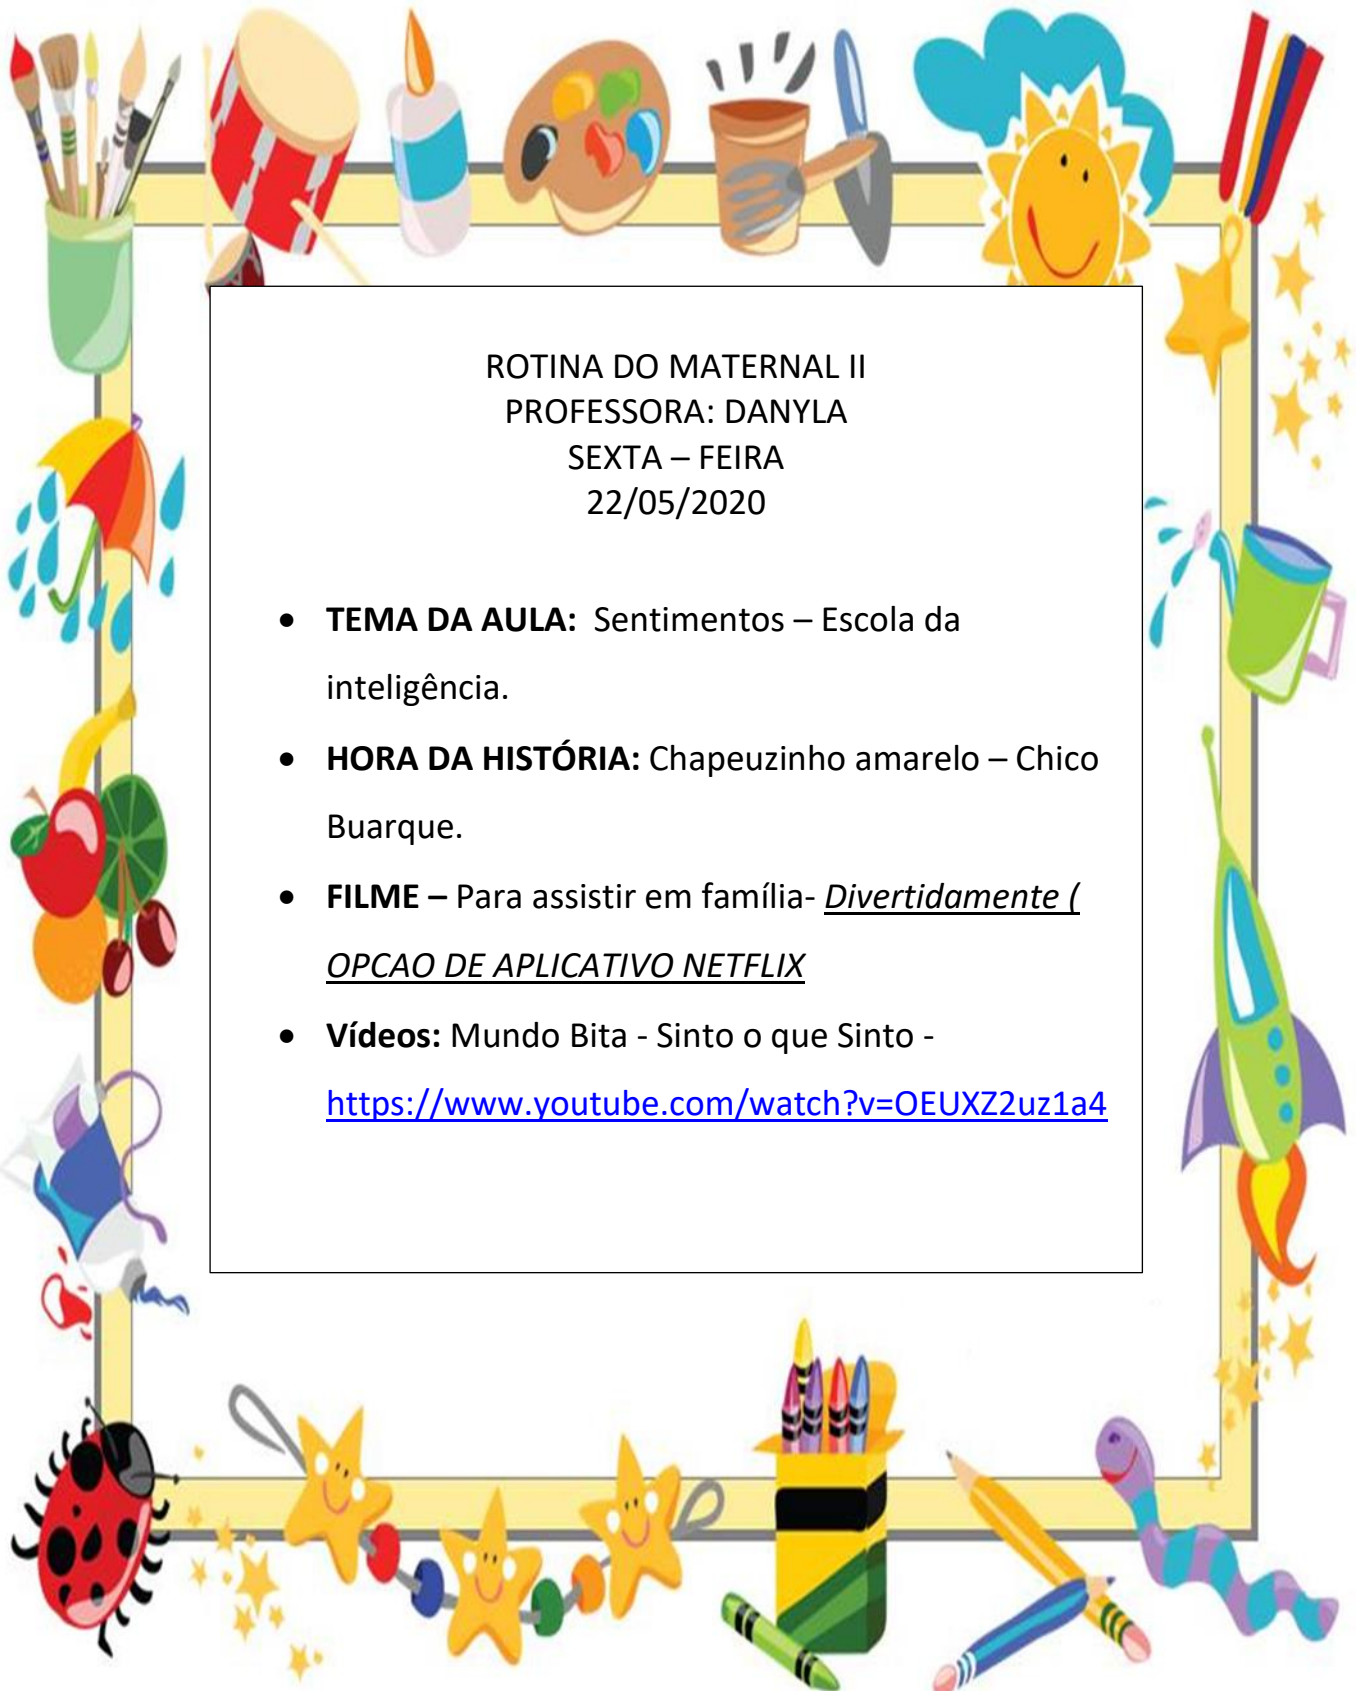 ROTINA DO MATERNAL II
PROFESSORA: DANYLA
SEXTA – FEIRA
22/05/2020
• TEMA DA AULA: Sentimentos – Escola da
inteligência.
• HORA DA HISTÓRIA: Chapeuzinho amarelo – Chico
Buarque.
• FILME – Para assistir em família- Divertidamente (
OPCAO DE APLICATIVO NETFLIX
• Vídeos: Mundo Bita - Sinto o que Sinto -
https://www.youtube.com/watch?v=OEUXZ2uz1a4